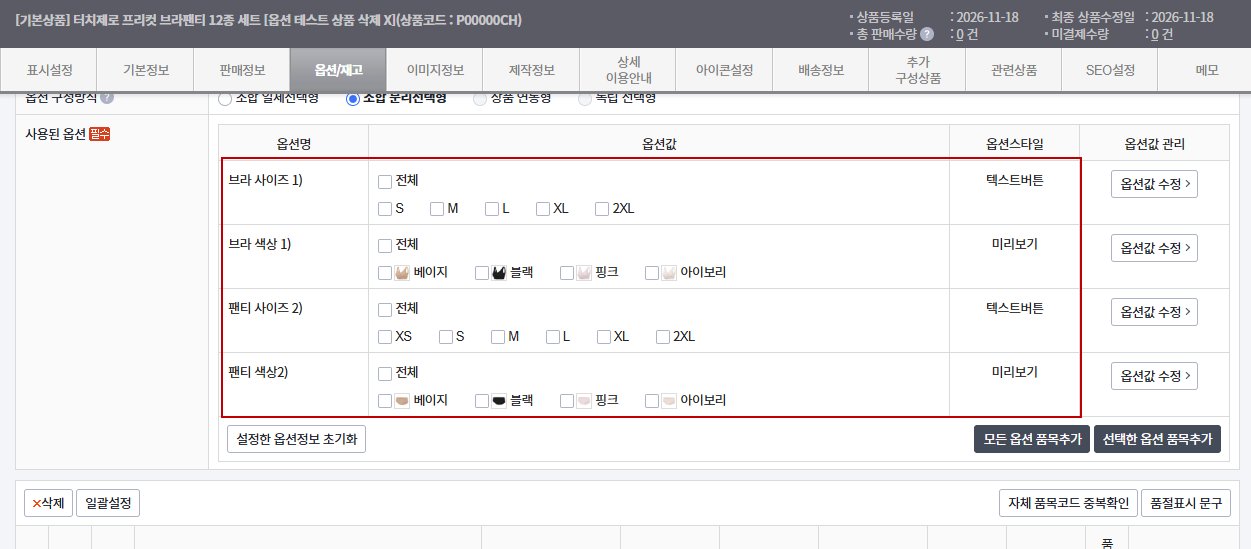 [기본상품] 터치제로 프리컷 브라팬티 12종 세트 [옵션 테스트 상품 삭제 X](상품코드 : P00000CH)
상품등록일 : 2026-11-18
최종 상품수정일 : 2026-11-18
총 판매수량 ? : 0 건
미결제수량 : 0 건
표시설정
기본정보
판매정보
옵션/재고
이미지정보
제작정보
상세
이용안내
아이콘설정
배송정보
추가
구성상품
관련상품
SEO설정
메모
옵션 구성방식 ?
조합 일체선택형
조합 분리선택형
상품 연동형
독립 선택형
사용된 옵션 필수
옵션명
옵션값
옵션스타일
옵션값 관리
브라 사이즈 1)
전체
텍스트버튼
옵션값 수정 >
S M L XL 2XL
브라 색상 1)
전체
미리보기
옵션값 수정 >
베이지 블랙 핑크 아이보리
팬티 사이즈 2)
전체
텍스트버튼
옵션값 수정 >
XS S M L XL 2XL
팬티 색상2)
전체
미리보기
옵션값 수정 >
베이지 블랙 핑크 아이보리
설정한 옵션정보 초기화
모든 옵션 품목추가
선택한 옵션 품목추가
×삭제
일괄설정
자체 품목코드 중복확인
품절표시 문구
품